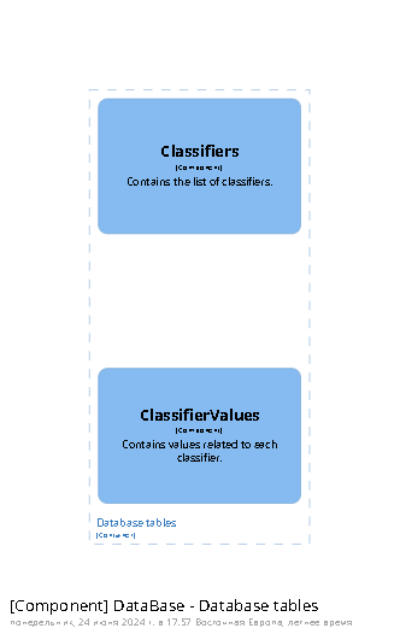 Classifiers
[Component]
Contains the list of classifiers.
ClassifierValues
[Component]
Contains values related to each
classifier.
Database tables
[Container]
[Component] DataBase - Database tables
понедельник, 24 июня 2024 г. в 17:57 Восточная Европа, летнее время